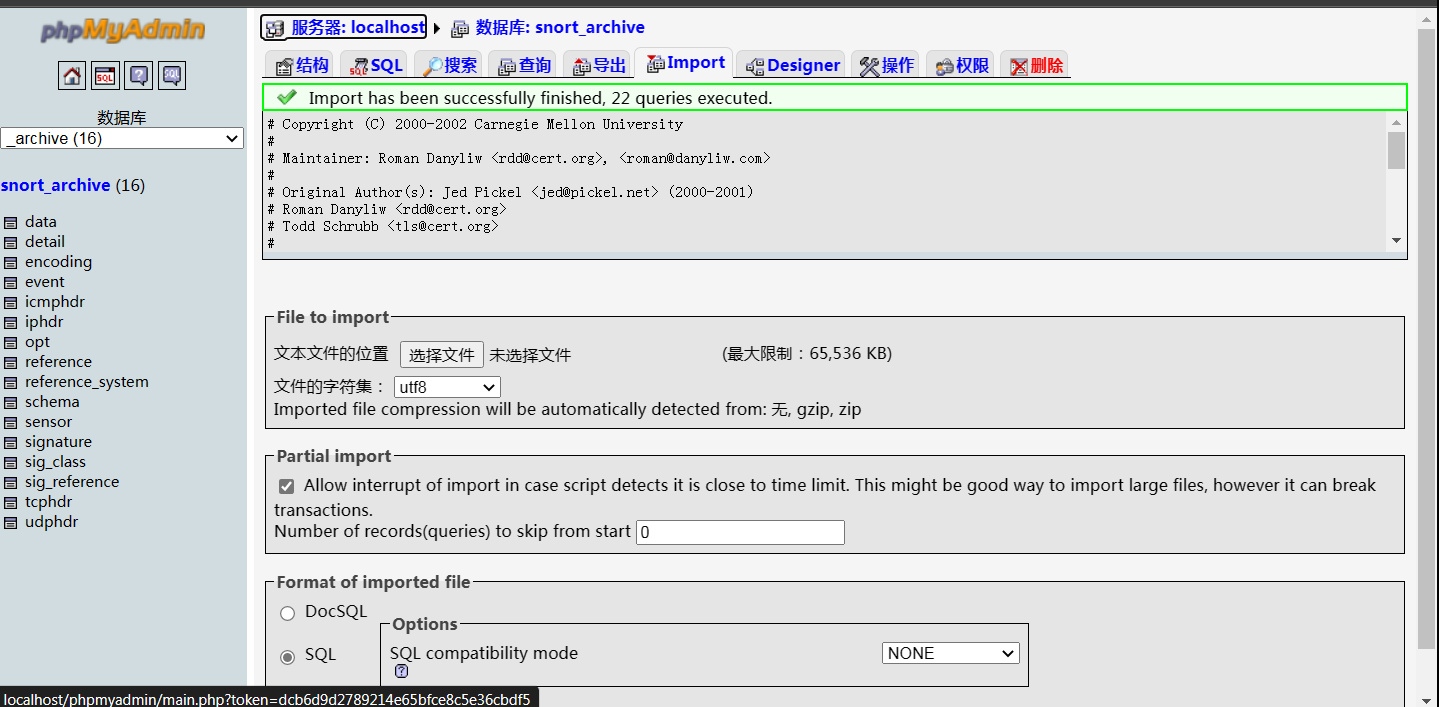 phpMyAdmin
SQL
?
SQL
数据库
_archive (16)
snort_archive (16)
data
detail
encoding
event
icmphdr
iphdr
opt
reference
reference_system
schema
sensor
signature
sig_class
sig_reference
tcphdr
udphdr
服务器: localhost
数据库: snort_archive
结构
SQL
搜索
查询
导出
Import
Designer
操作
权限
删除
Import has been successfully finished, 22 queries executed.
# Copyright (C) 2000-2002 Carnegie Mellon University
#
# Maintainer: Roman Danyliw <rdd@cert.org>, <roman@danyliw.com>
#
# Original Author(s): Jed Pickel <jed@pickel.net> (2000-2001)
# Roman Danyliw <rdd@cert.org>
# Todd Schrubb <tls@cert.org>
#
File to import
文本文件的位置 选择文件 未选择文件 (最大限制：65,536 KB)
文件的字符集： utf8
Imported file compression will be automatically detected from: 无, gzip, zip
Partial import
Allow interrupt of import in case script detects it is close to time limit. This might be good way to import large files, however it can break
transactions.
Number of records(queries) to skip from start 0
Format of imported file
DocSQL
SQL
Options
SQL compatibility mode NONE
?
localhost/phpmyadmin/main.php?token=dcb6d9d2789214e65bfce8c5e36cbdf5